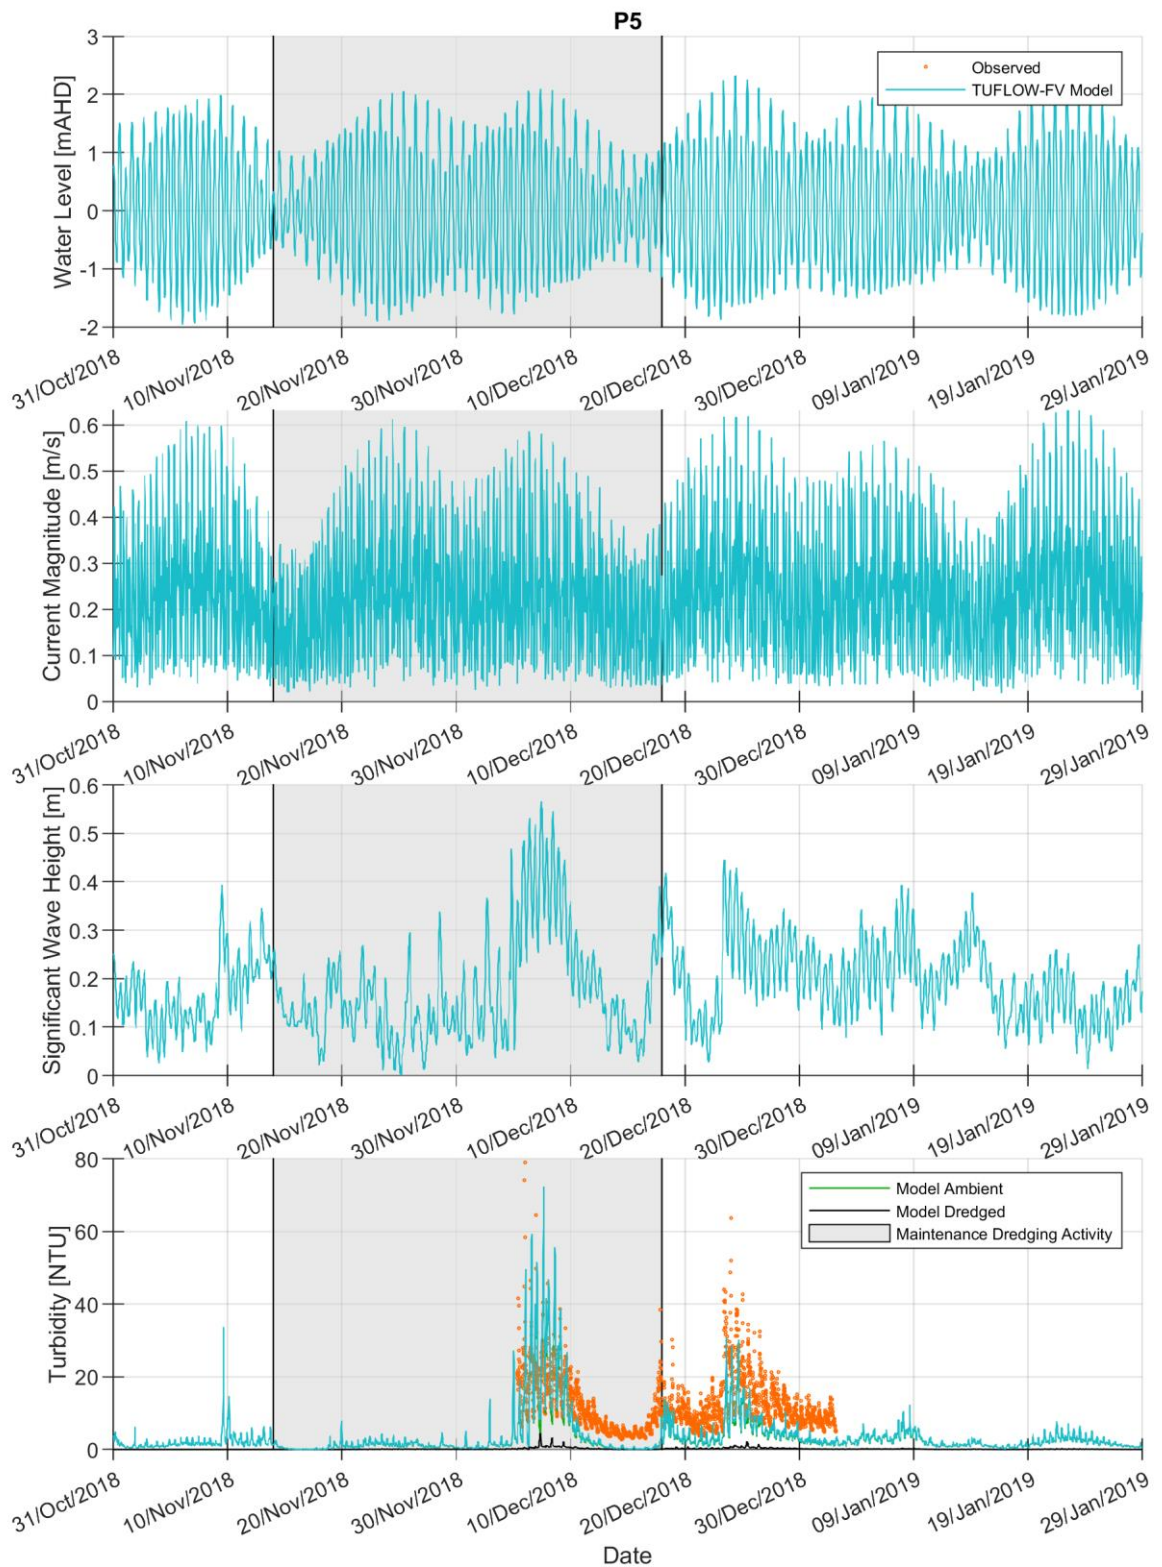 P5
Water Level [mAHD]
3
2
1
0
-1
-2
Observed
TUFLOW-FV Model
31/Oct/2018
10/Nov/2018
20/Nov/2018
30/Nov/2018
10/Dec/2018
20/Dec/2018
30/Dec/2018
09/Jan/2019
19/Jan/2019
29/Jan/2019
Current Magnitude [m/s]
0.6
0.5
0.4
0.3
0.2
0.1
0
31/Oct/2018
10/Nov/2018
20/Nov/2018
30/Nov/2018
10/Dec/2018
20/Dec/2018
30/Dec/2018
09/Jan/2019
19/Jan/2019
29/Jan/2019
Significant Wave Height [m]
0.6
0.5
0.4
0.3
0.2
0.1
0
31/Oct/2018
10/Nov/2018
20/Nov/2018
30/Nov/2018
10/Dec/2018
20/Dec/2018
30/Dec/2018
09/Jan/2019
19/Jan/2019
29/Jan/2019
Turbidity [NTU]
80
60
40
20
0
Model Ambient
Model Dredged
Maintenance Dredging Activity
31/Oct/2018
10/Nov/2018
20/Nov/2018
30/Nov/2018
10/Dec/2018
20/Dec/2018
30/Dec/2018
09/Jan/2019
19/Jan/2019
29/Jan/2019
Date